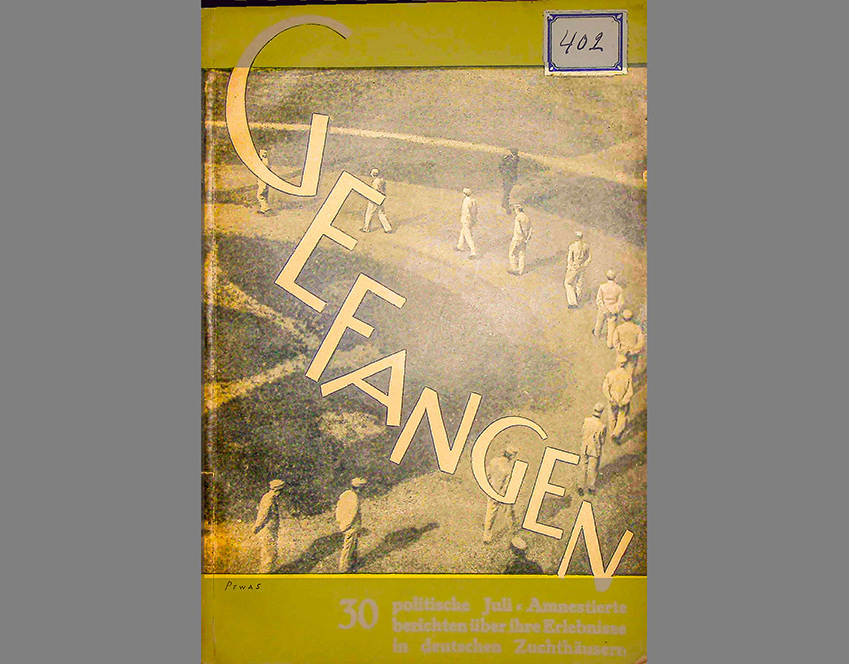 402
GEFANGEN
PEWAS
30 politische Juli-Amnestierte
berichten über ihre Erlebnisse
in deutschen Zuchthäusern